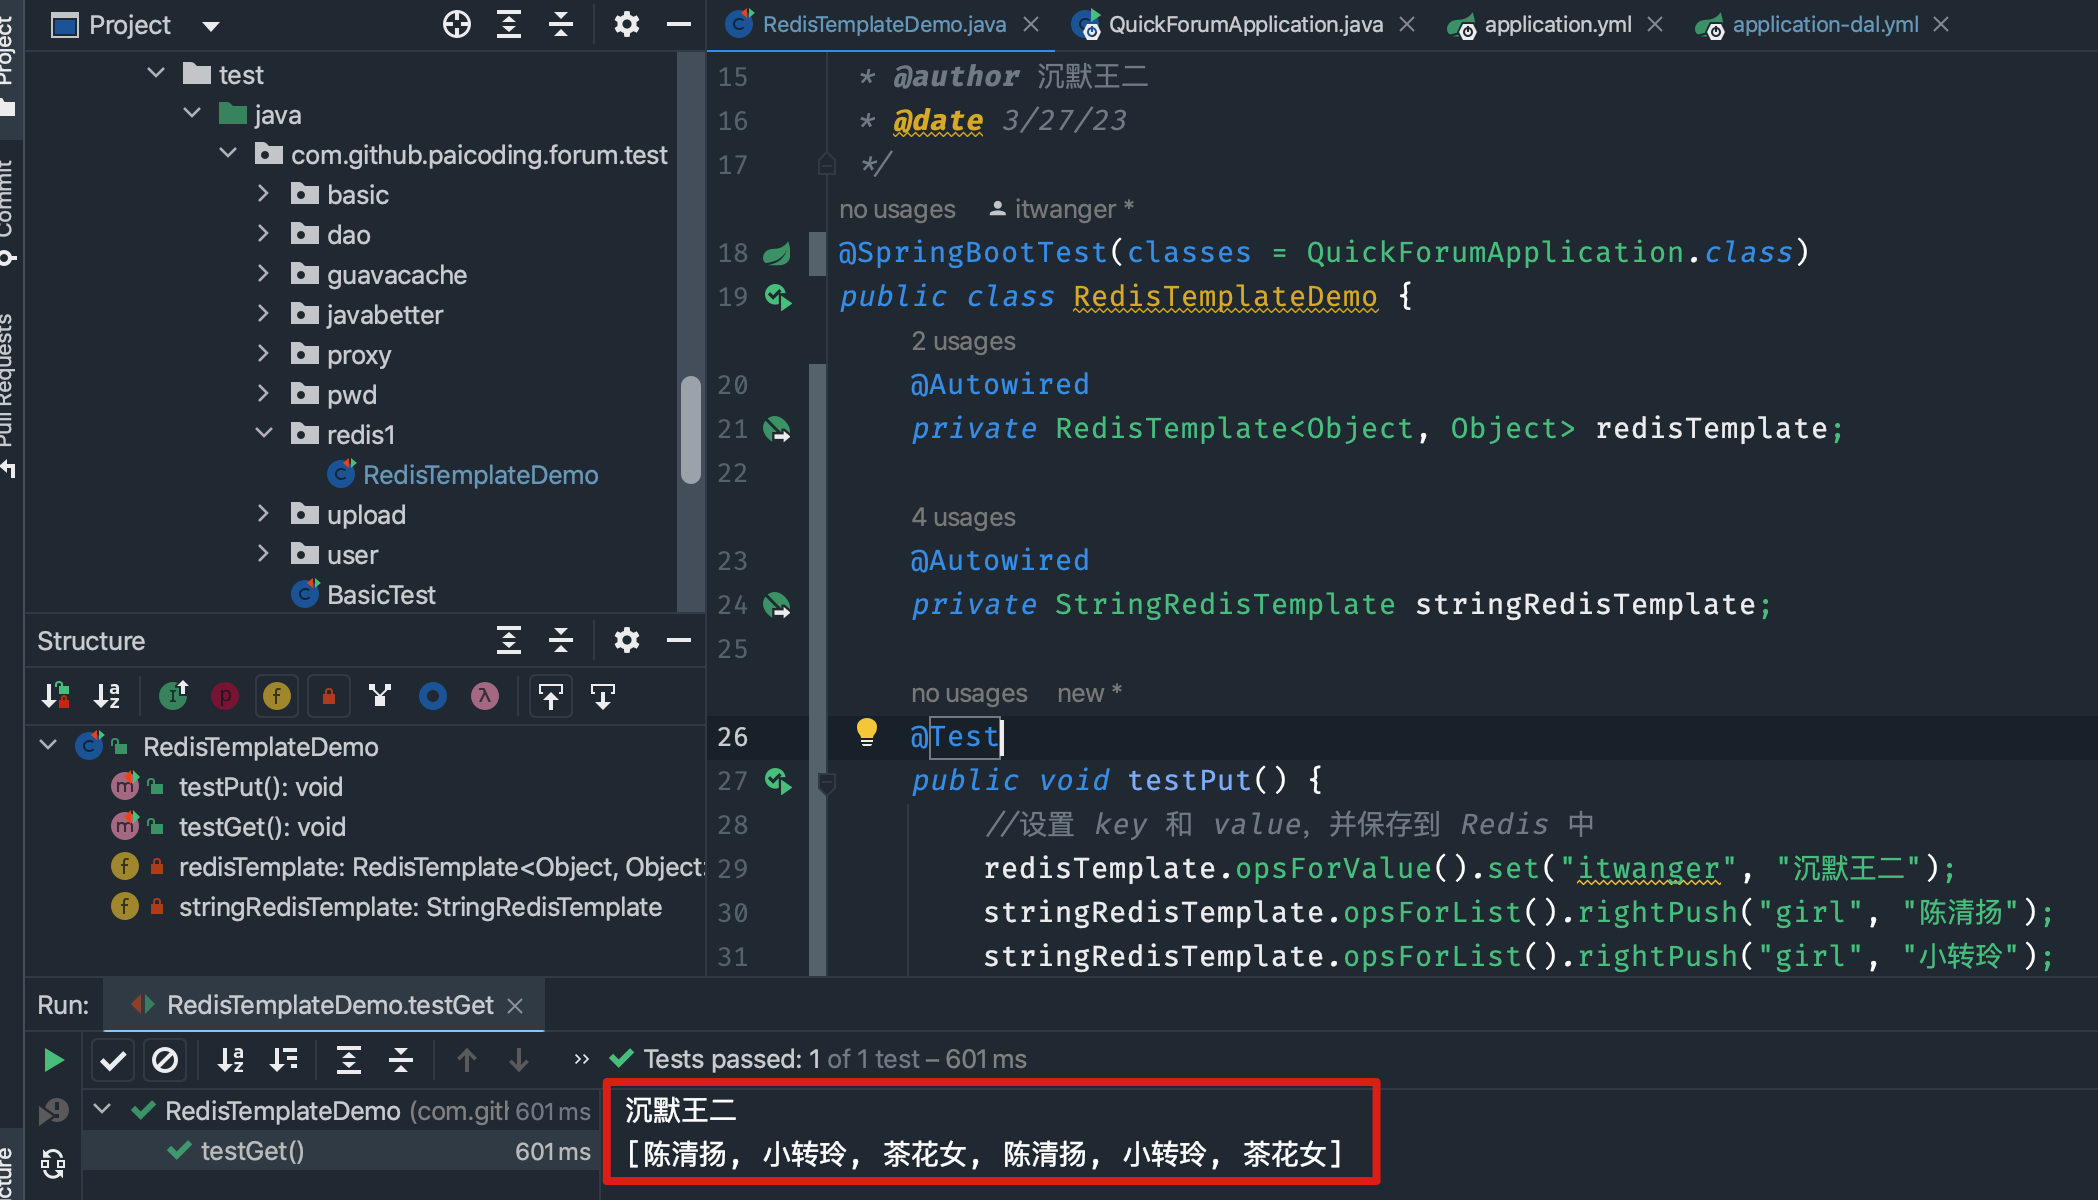 Project
RedisTemplateDemo.java
QuickForumApplication.java
application.yml
application-dal.yml
Project
Commit
Pull Requests
test
java
com.github.paicoding.forum.test
basic
dao
guavacache
javabetter
proxy
pwd
redis1
RedisTemplateDemo
upload
user
BasicTest
15 * @author 沉默王二
16 * @date 3/27/23
17 */
no usages itwanger *
18 @SpringBootTest(classes = QuickForumApplication.class)
19 public class RedisTemplateDemo {
2 usages
20 @Autowired
21 private RedisTemplate<Object, Object> redisTemplate;
22
4 usages
23 @Autowired
24 private StringRedisTemplate stringRedisTemplate;
25
no usages new *
26 @Test
27 public void testPut() {
28 //设置 key 和 value，并保存到 Redis 中
29 redisTemplate.opsForValue().set("itwanger", "沉默王二");
30 stringRedisTemplate.opsForList().rightPush("girl", "陈清扬");
31 stringRedisTemplate.opsForList().rightPush("girl", "小转玲");
Structure
RedisTemplateDemo
testPut(): void
testGet(): void
redisTemplate: RedisTemplate<Object, Object
stringRedisTemplate: StringRedisTemplate
Run: RedisTemplateDemo.testGet
Tests passed: 1 of 1 test – 601 ms
RedisTemplateDemo (com.gitl 601 ms
testGet() 601 ms
沉默王二
[陈清扬, 小转玲, 茶花女, 陈清扬, 小转玲, 茶花女]